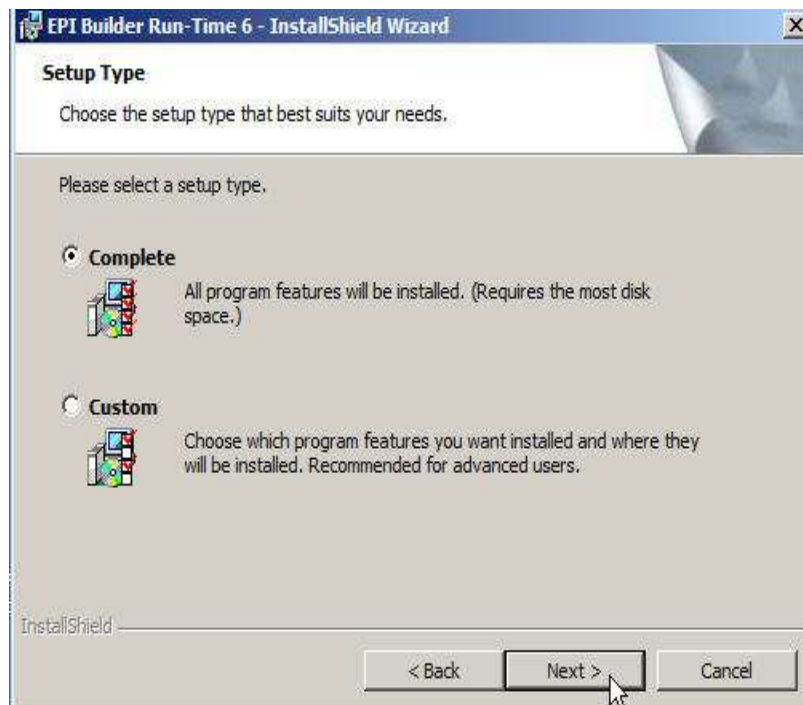 EPI Builder Run-Time 6 - InstallShield Wizard
Setup Type
Choose the setup type that best suits your needs.
Please select a setup type.
Complete
All program features will be installed. (Requires the most disk
space.)
Custom
Choose which program features you want installed and where they
will be installed. Recommended for advanced users.
InstallShield
< Back Next > Cancel